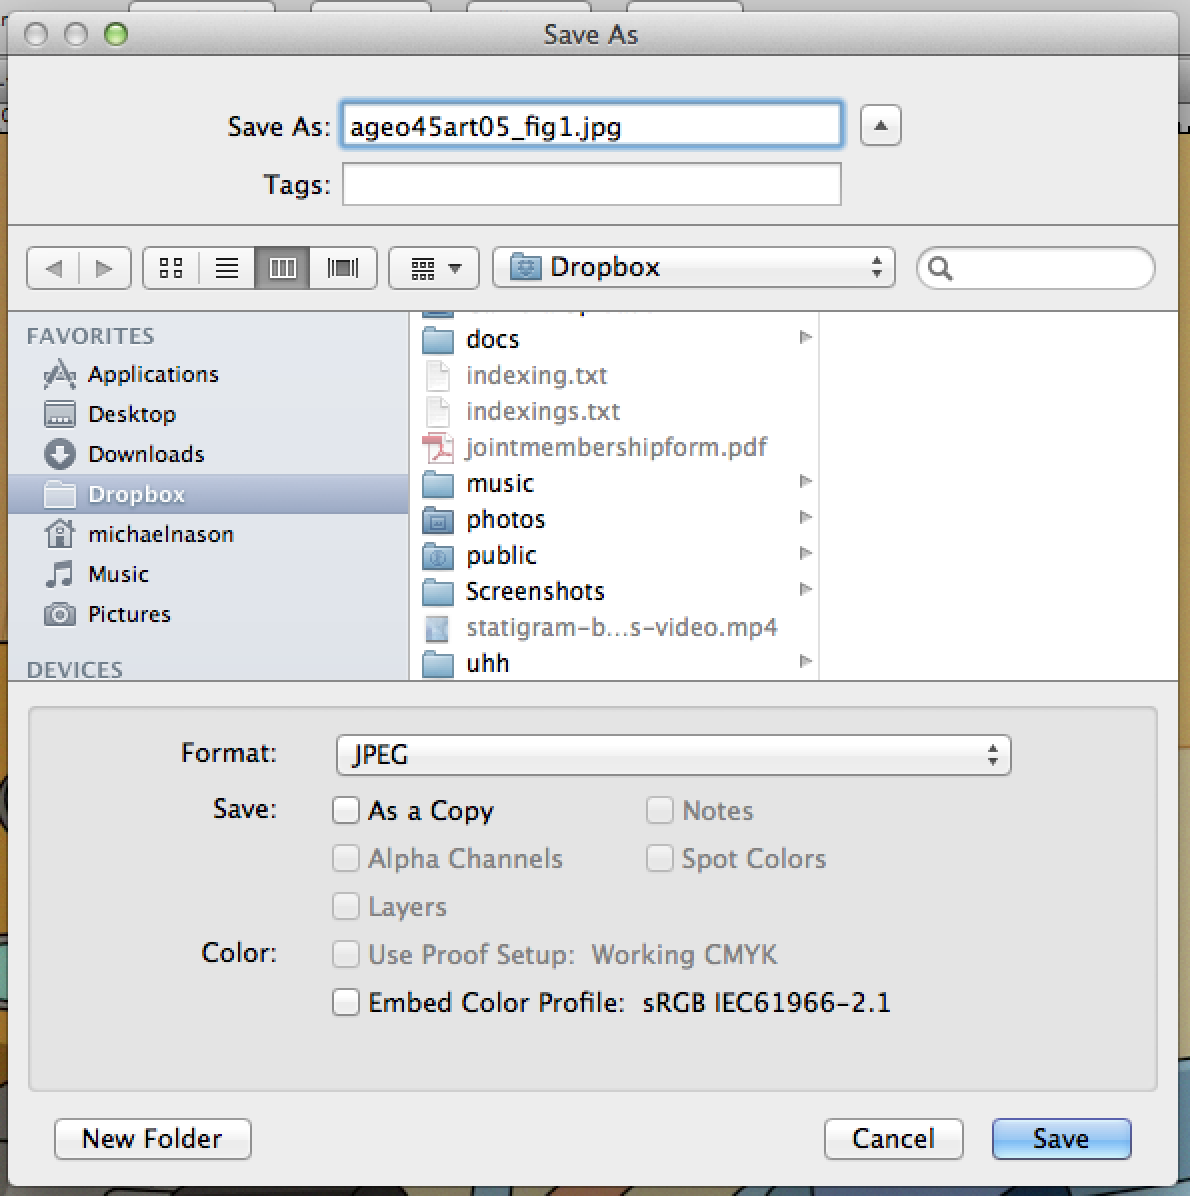 Save As
Save As: ageo45art05_fig1.jpg
Tags:
Dropbox
FAVORITES
Applications
Desktop
Downloads
Dropbox
michaelnason
Music
Pictures
DEVICES
docs
indexing.txt
indexings.txt
jointmembershipform.pdf
music
photos
public
Screenshots
statigram-b...s-video.mp4
uhh
Format: JPEG
Save: As a Copy Notes
Alpha Channels Spot Colors
Layers
Color: Use Proof Setup: Working CMYK
Embed Color Profile: sRGB IEC61966-2.1
New Folder Cancel Save